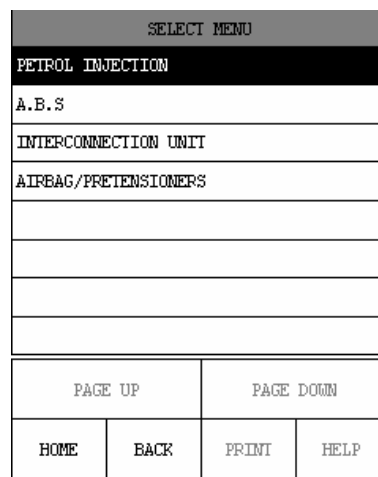 SELECT MENU
PETROL INJECTION
A.B.S
INTERCONNECTION UNIT
AIRBAG/PRETENSIONERS
PAGE UP PAGE DOWN
HOME BACK PRINT HELP